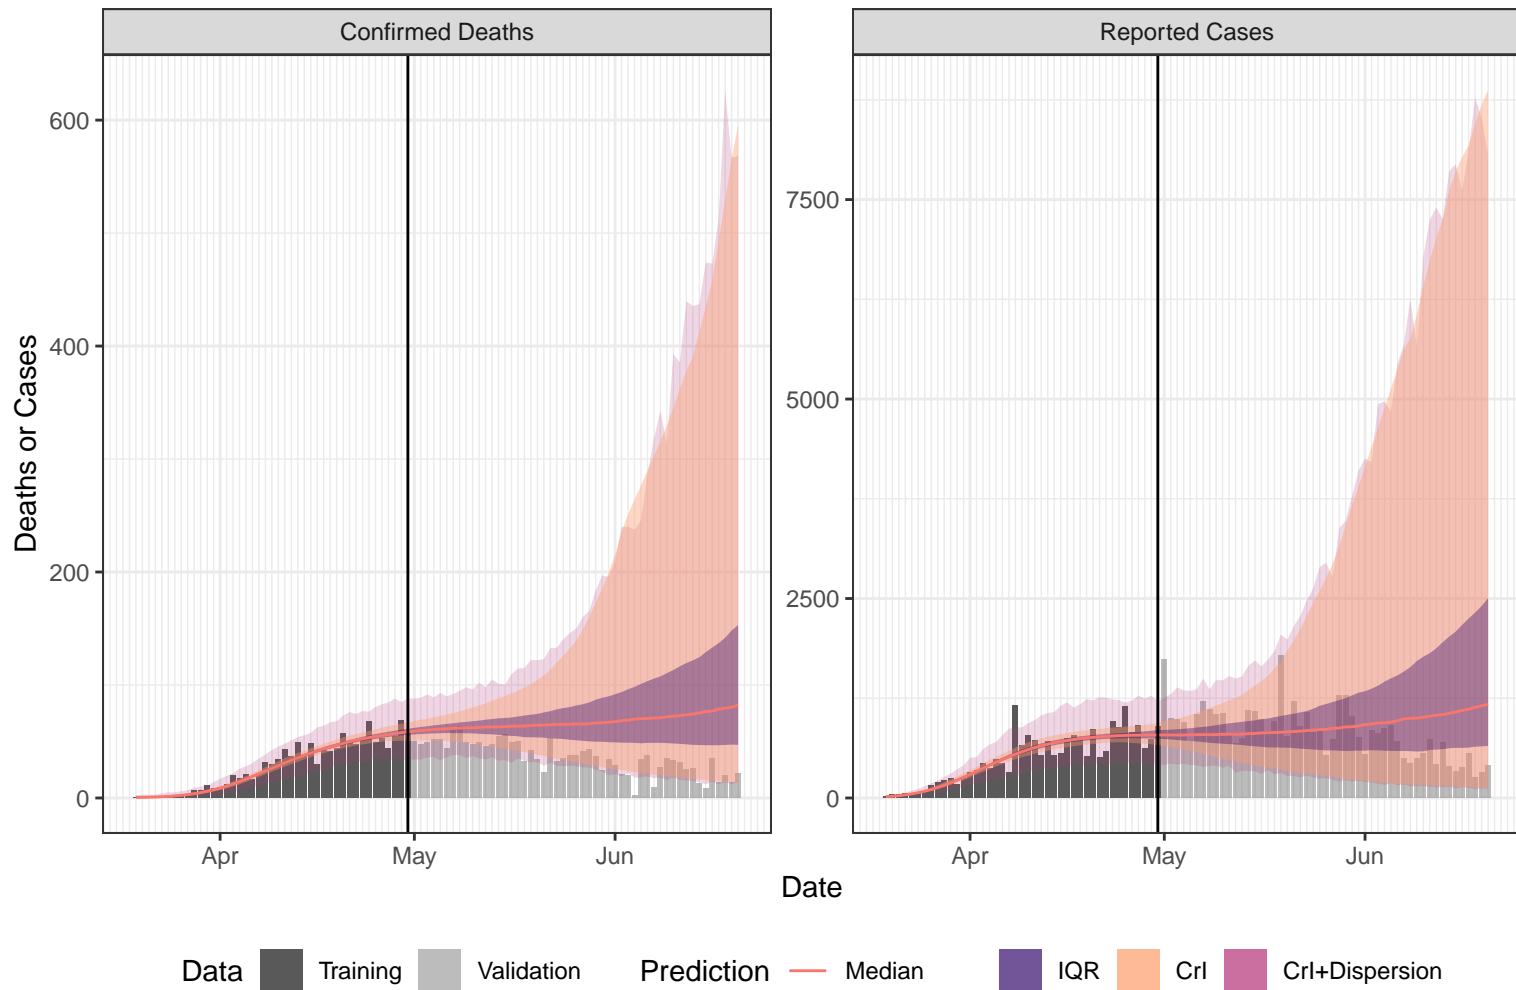 Confirmed Deaths
Reported Cases
Deaths or Cases
600
400
200
0
7500
5000
2500
0
Apr
May
Jun
Apr
May
Jun
Date
Data
Training
Validation
Prediction
Median
IQR
CrI
CrI+Dispersion